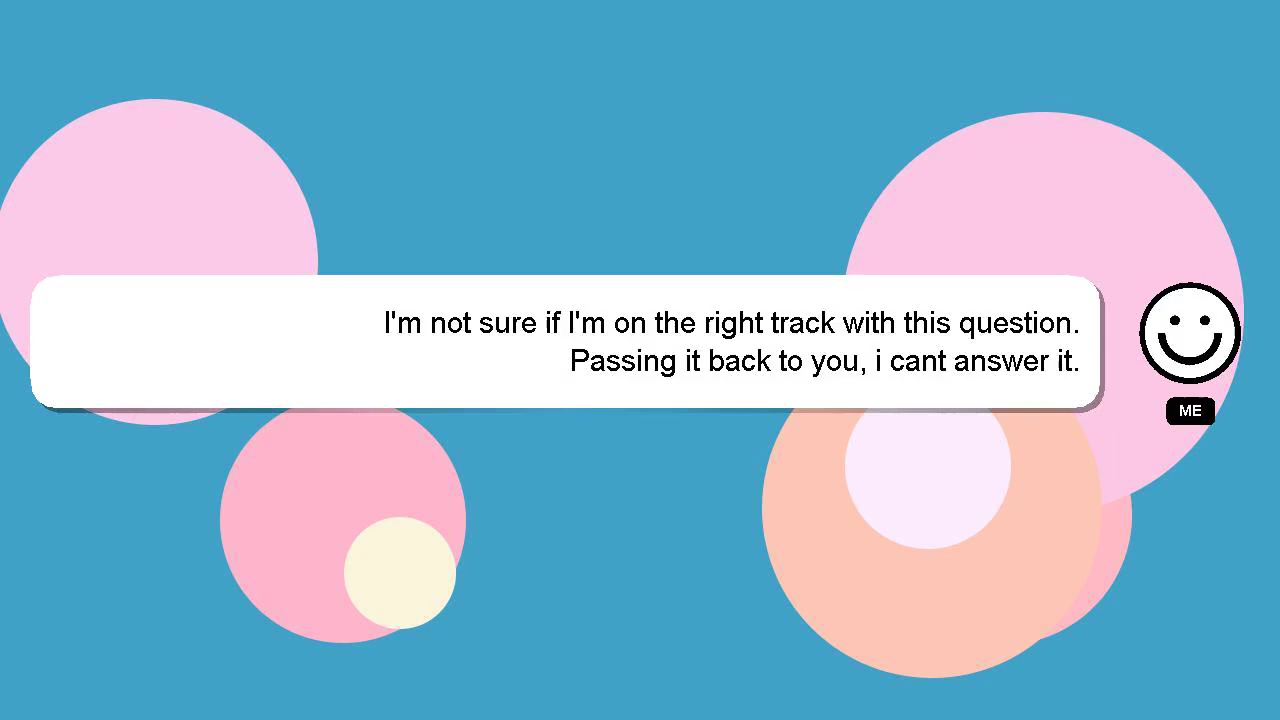 I'm not sure if I'm on the right track with this question.
Passing it back to you, i cant answer it.
ME